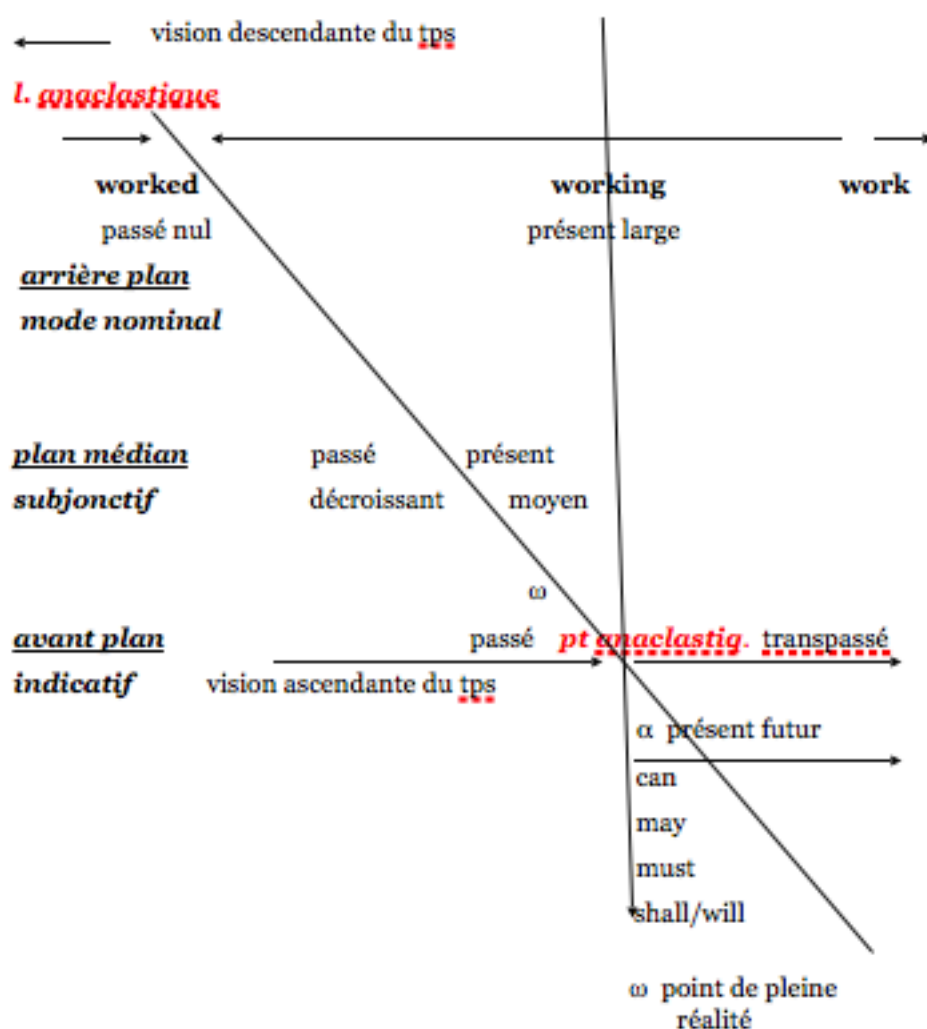 vision descendante du tps
l. anaclastique
worked working work
passé nul présent large
arrière plan
mode nominal
plan médian passé présent
subjonctif décroissant moyen
ω
avant plan passé pt anaclastiq. transpassé
indicatif vision ascendante du tps
α présent futur
can
may
must
shall/will
ω point de pleine
réalité